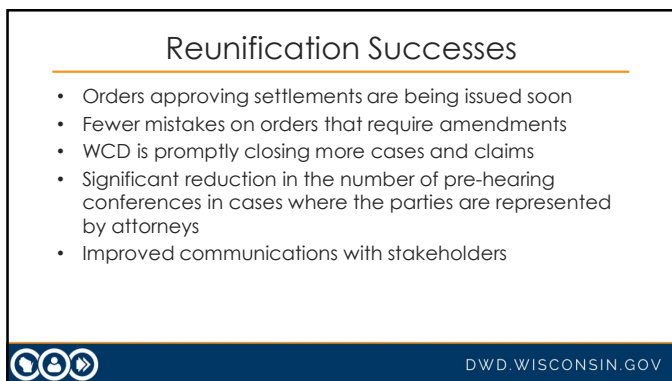 Reunification Successes
• Orders approving settlements are being issued soon
• Fewer mistakes on orders that require amendments
• WCD is promptly closing more cases and claims
• Significant reduction in the number of pre-hearing
conferences in cases where the parties are represented
by attorneys
• Improved communications with stakeholders
DWD.WISCONSIN.GOV